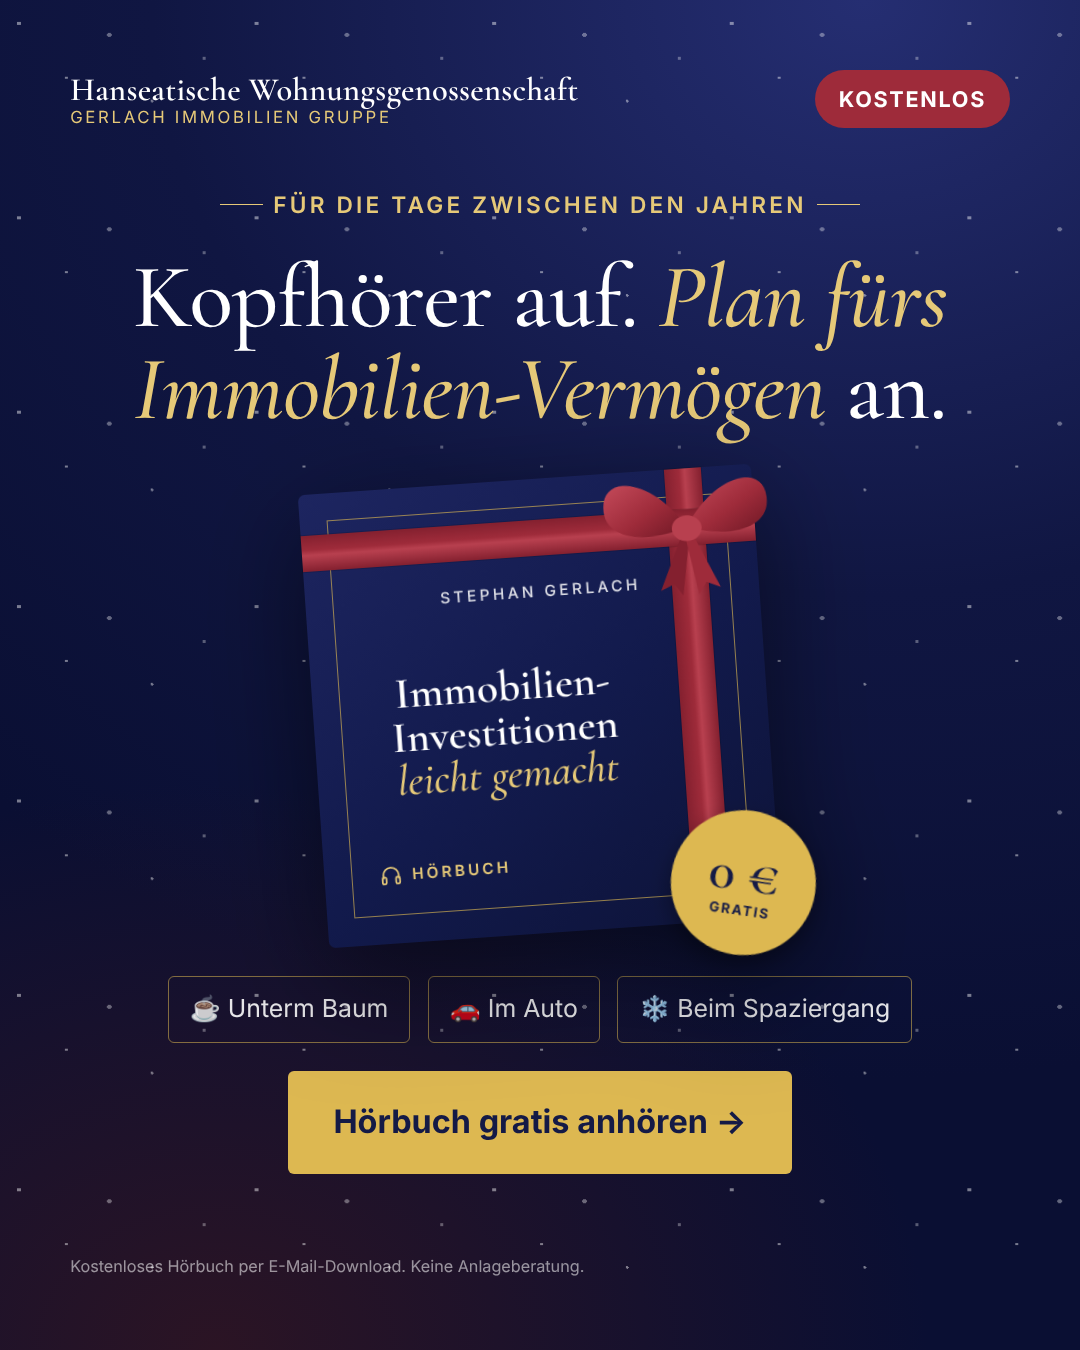 Hanseatische Wohnungsgenossenschaft
GERLACH IMMOBILIEN GRUPPE
KOSTENLOS
FÜR DIE TAGE ZWISCHEN DEN JAHREN
Kopfhörer auf. Plan fürs
Immobilien-Vermögen an.
STEPHAN GERLACH
Immobilien-
Investitionen
leicht gemacht
HÖRBUCH
0 €
GRATIS
☕ Unterm Baum
🚗 Im Auto
❄️ Beim Spaziergang
Hörbuch gratis anhören →
Kostenloses Hörbuch per E-Mail-Download. Keine Anlageberatung.